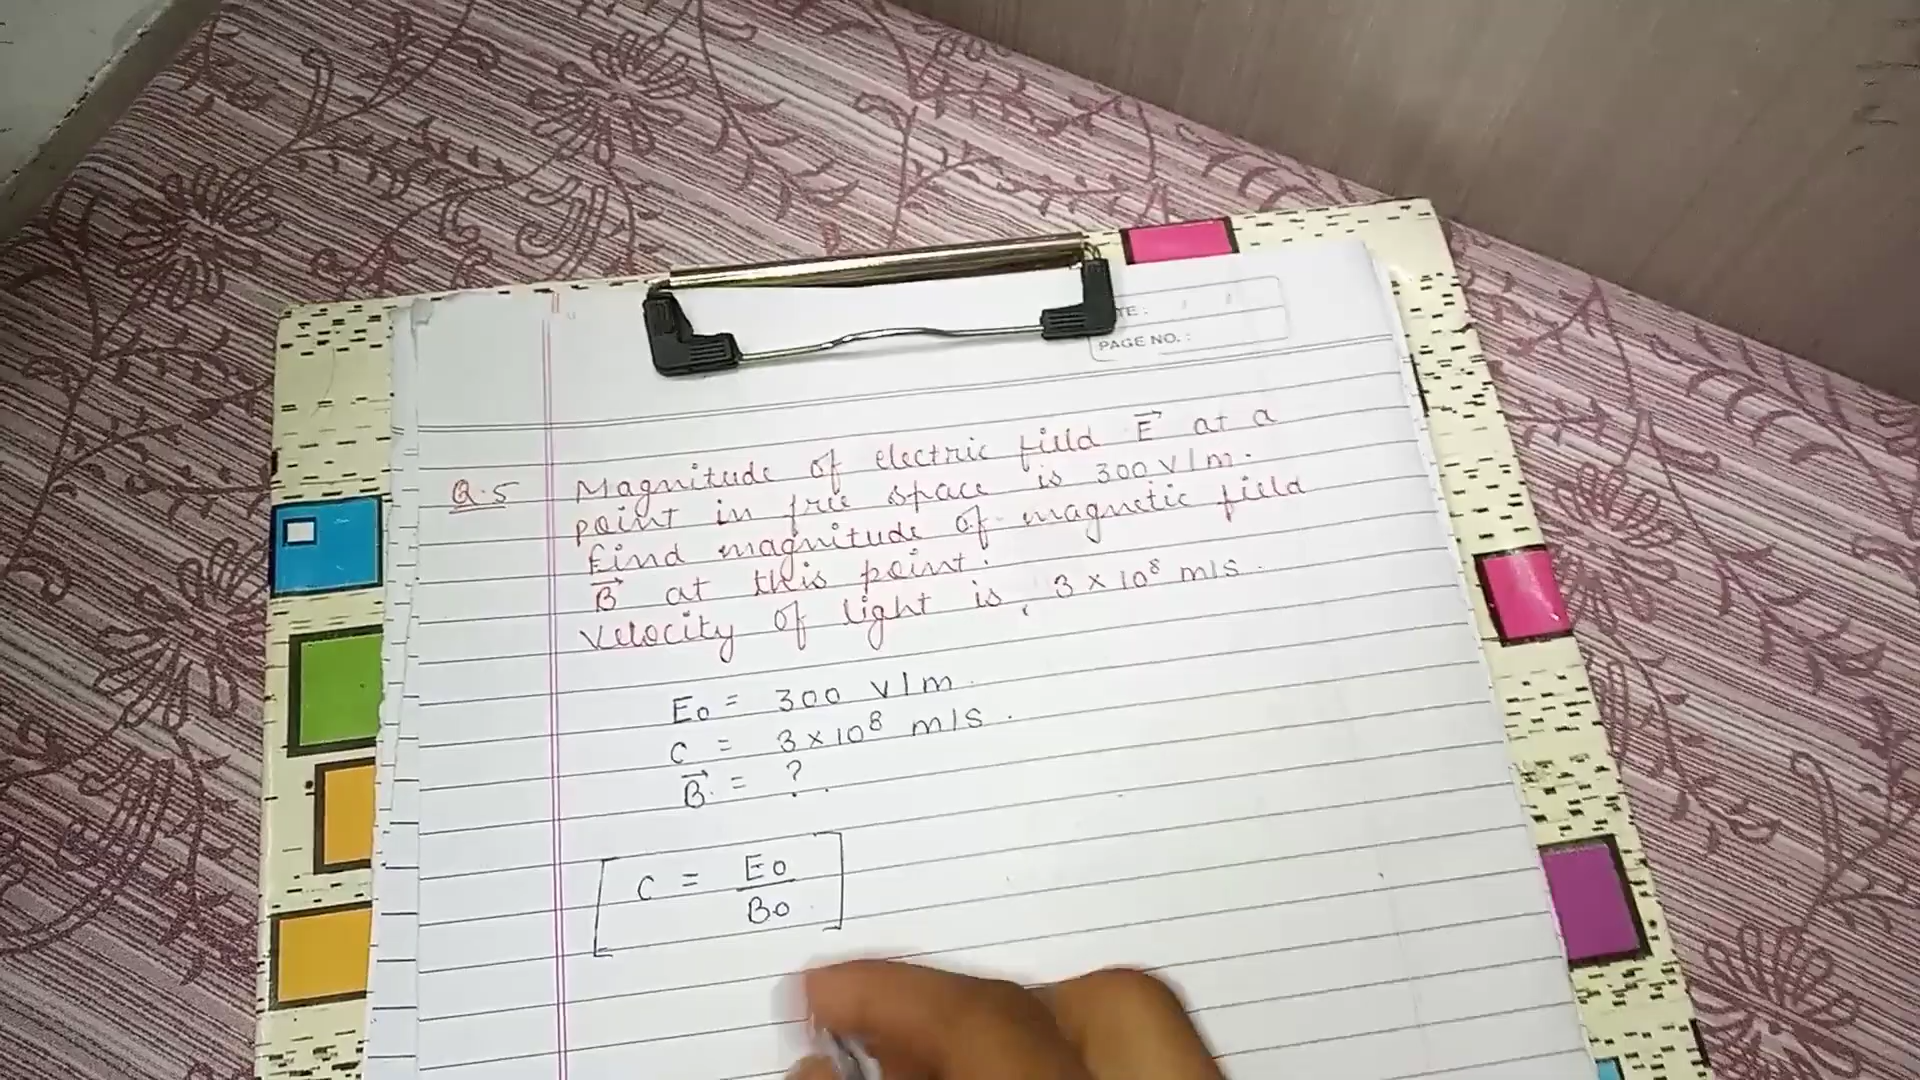 TE : / /
PAGE NO. :
Q.5 Magnitude of electric field E⃗ at a
point in free space is 300 V/m.
Find magnitude of magnetic field
B⃗ at this point.
Velocity of light is, 3 × 10⁸ m/s.
E₀ = 300 V/m.
C = 3 × 10⁸ m/s.
B⃗ = ?
C = E₀ / B₀